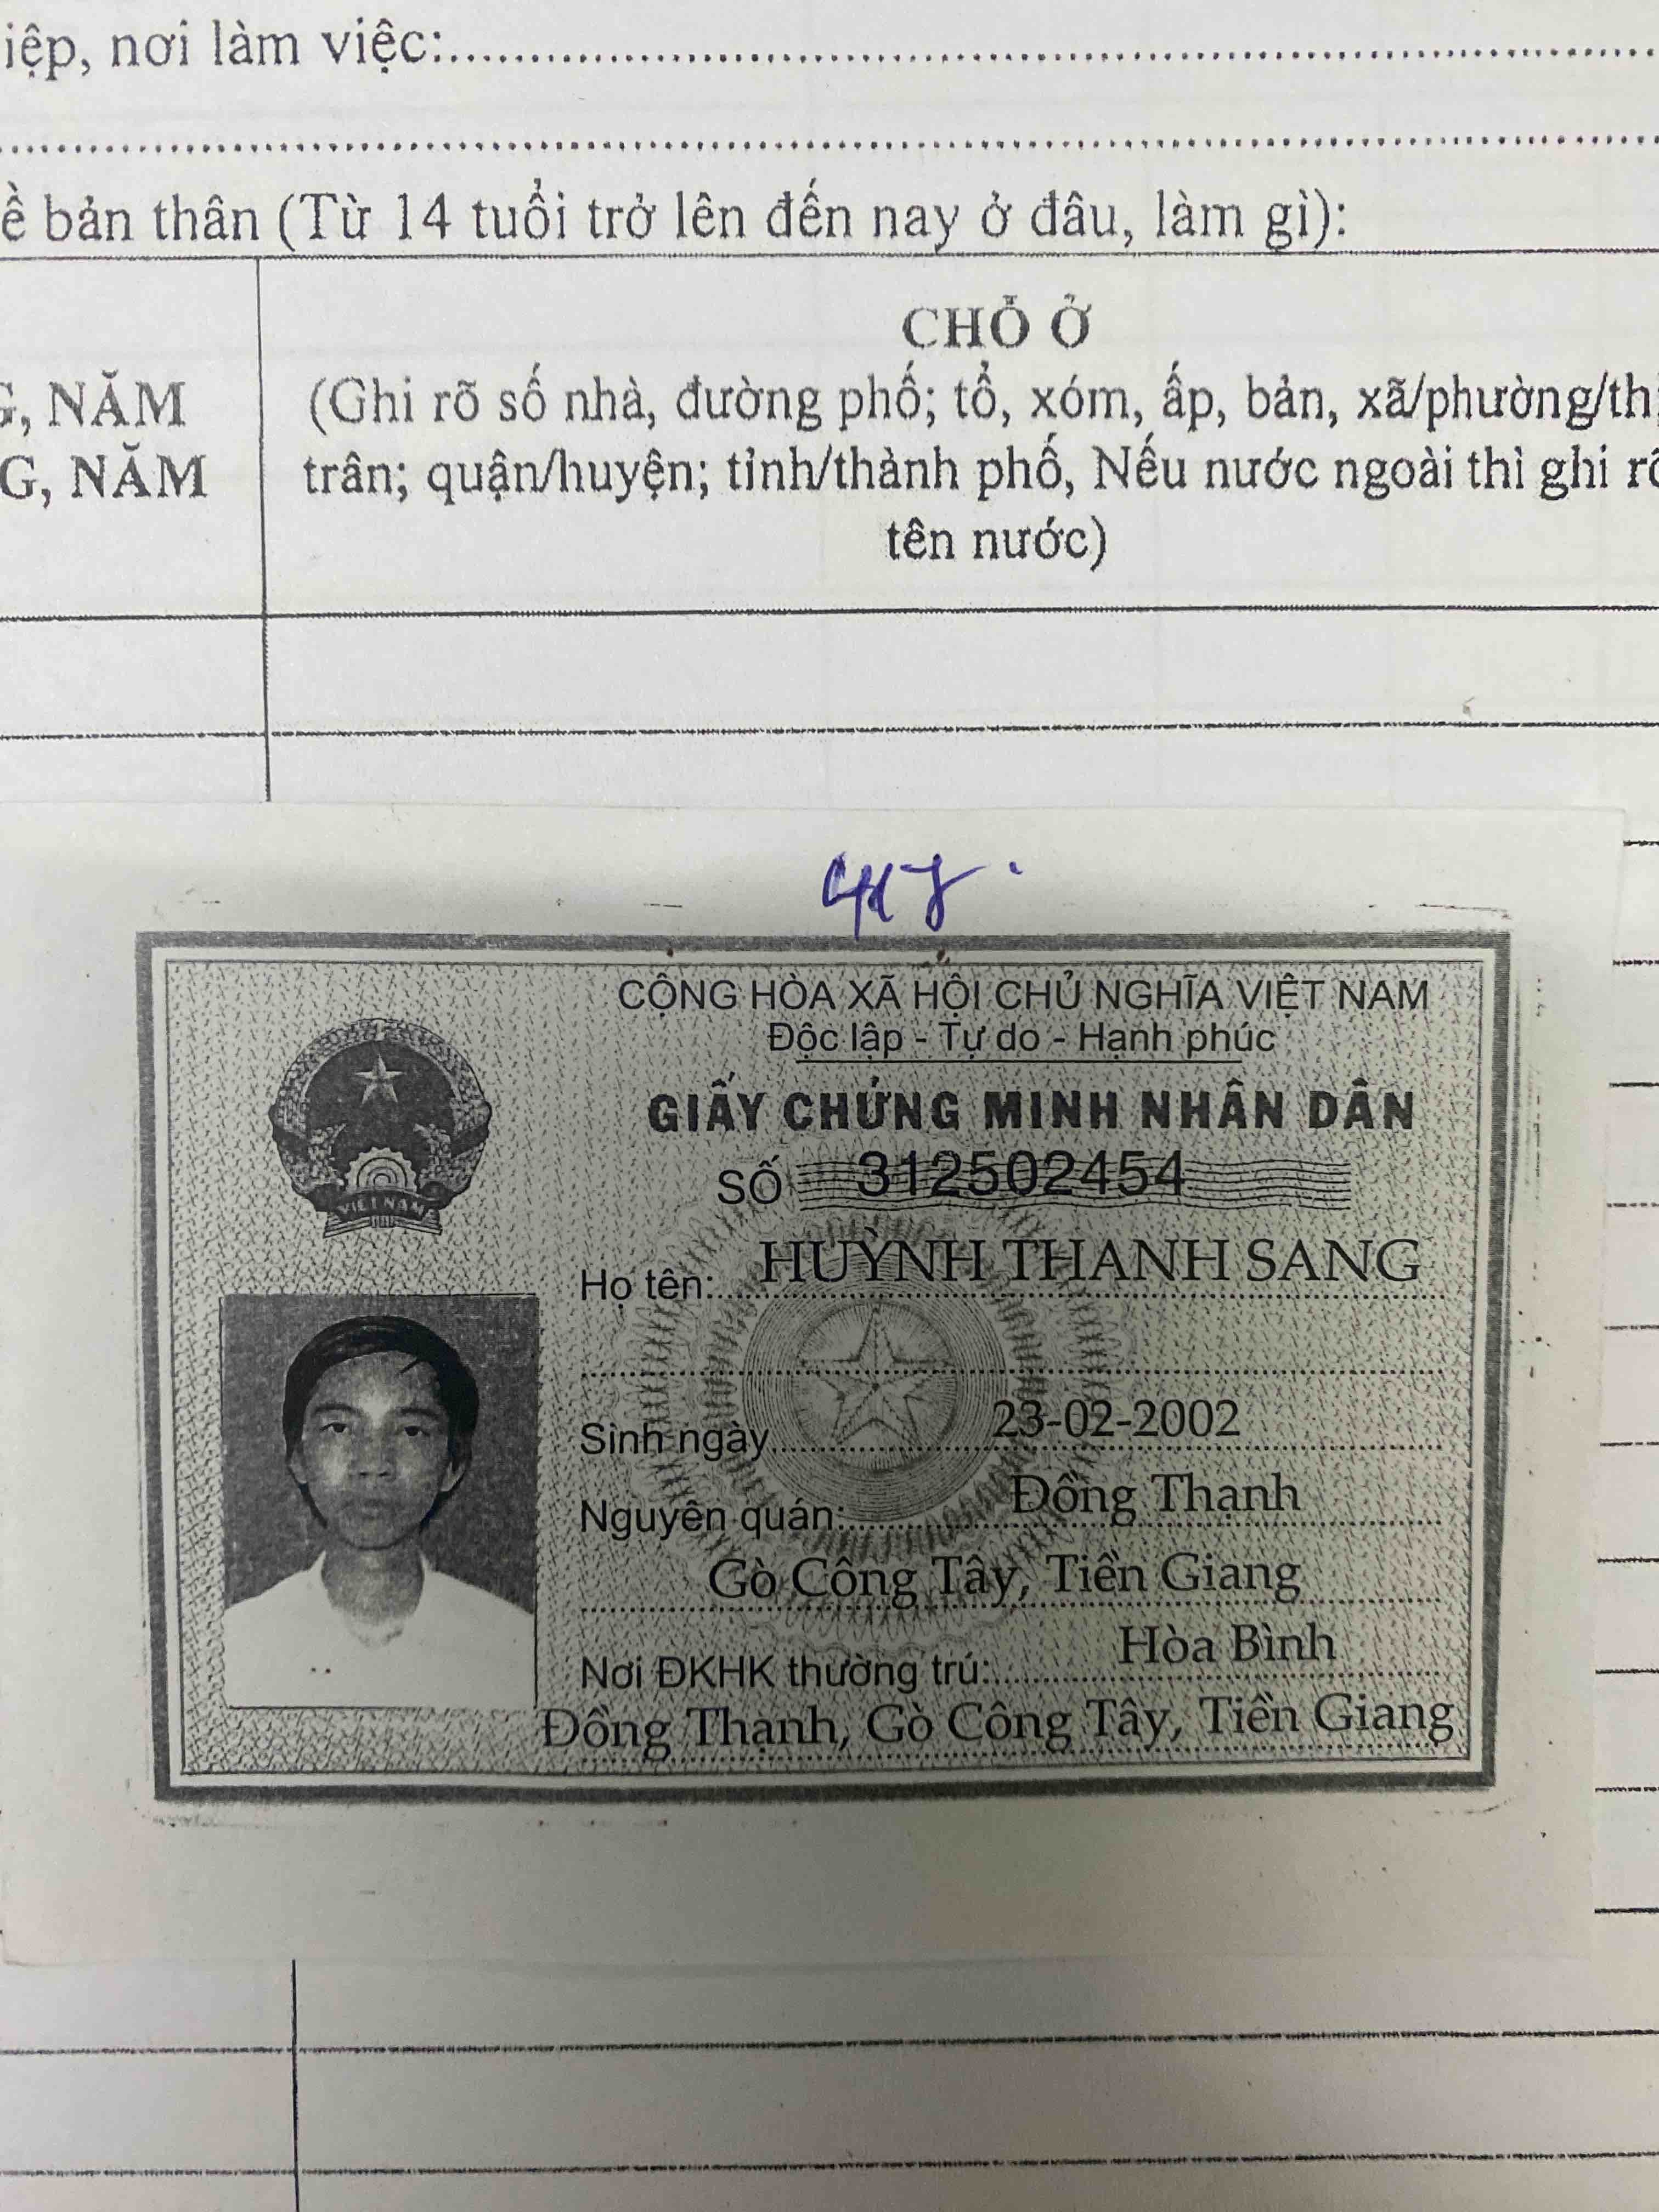 iệp, nơi làm việc:
ề bản thân (Từ 14 tuổi trở lên đến nay ở đâu, làm gì):
CHỖ Ở
G, NĂM
(Ghi rõ số nhà, đường phố; tổ, xóm, ấp, bản, xã/phường/thị
G, NĂM
trân; quận/huyện; tỉnh/thành phố, Nếu nước ngoài thì ghi rõ
tên nước)
CỘNG HÒA XÃ HỘI CHỦ NGHĨA VIỆT NAM
Độc lập - Tự do - Hạnh phúc
GIẤY CHỨNG MINH NHÂN DÂN
SỐ 312502454
VIỆT NAM
Họ tên: HUỲNH THANH SANG
Sinh ngày 23-02-2002
Nguyên quán: Đồng Thạnh
Gò Công Tây, Tiền Giang
Nơi ĐKHK thường trú: Hòa Bình
Đồng Thạnh, Gò Công Tây, Tiền Giang